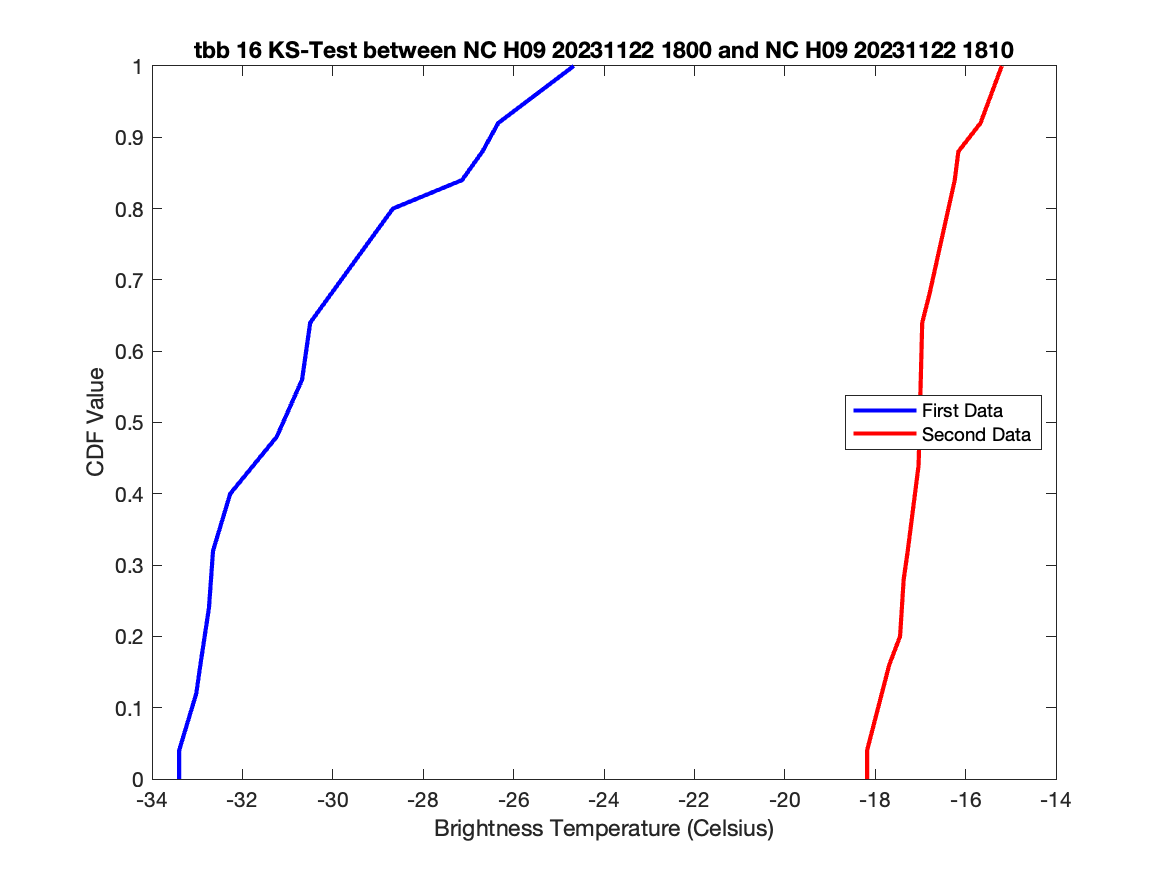 tbb 16 KS-Test between NC H09 20231122 1800 and NC H09 20231122 1810
1
0.9
0.8
0.7
0.6
0.5
0.4
0.3
0.2
0.1
0
CDF Value
First Data
Second Data
-34 -32 -30 -28 -26 -24 -22 -20 -18 -16 -14
Brightness Temperature (Celsius)